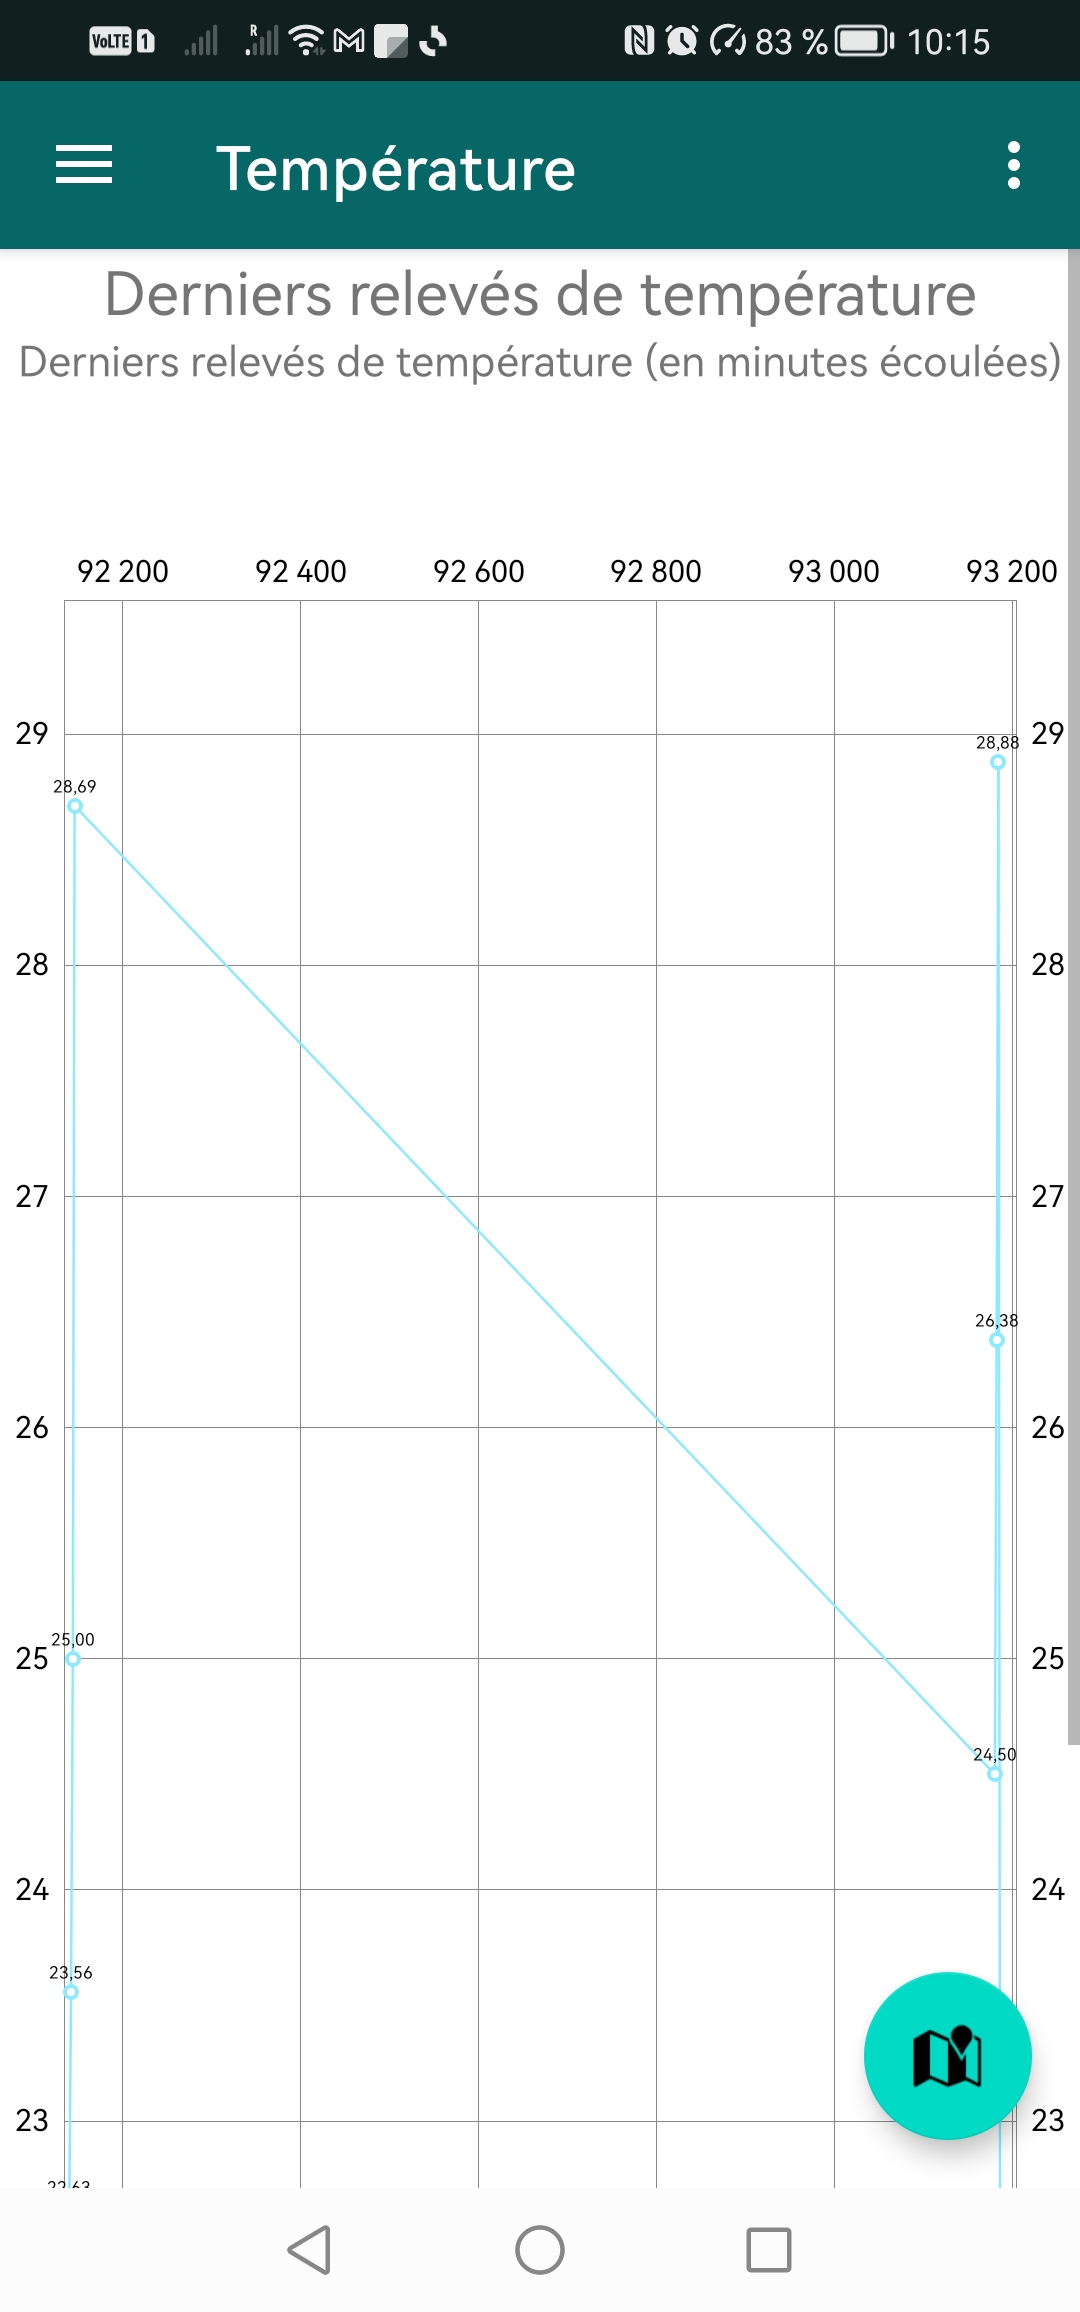 VoLTE 1 R 83 % 10:15
Température
Derniers relevés de température
Derniers relevés de température (en minutes écoulées)
92 200 92 400 92 600 92 800 93 000 93 200
29 29
28,88
28,69
28 28
27 27
26,38
26 26
25,00
25 25
24,50
24 24
23,56
23 23
22,63